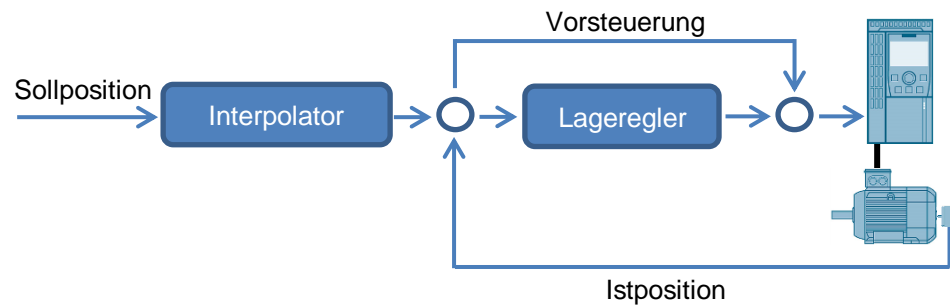 Vorsteuerung
Sollposition
Interpolator
Lageregler
Istposition